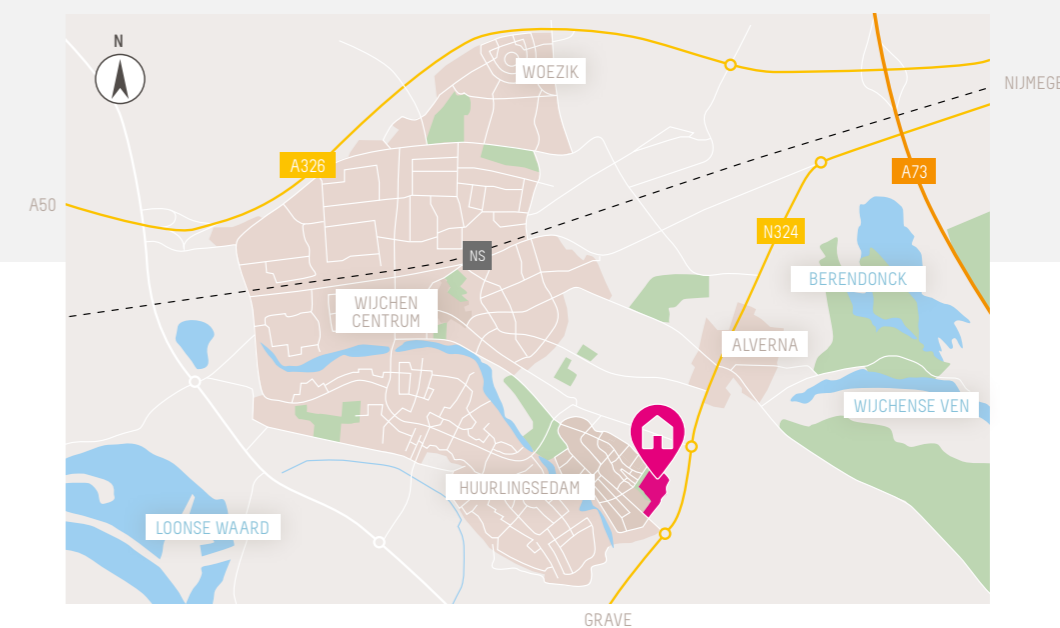 N
WOEZIK
NIJMEGE
A326
A73
A50
N324
NS
BERENDONCK
WIJCHEN
CENTRUM
ALVERNA
WIJCHENSE VEN
HUURLINGSEDAM
LOONSE WAARD
GRAVE